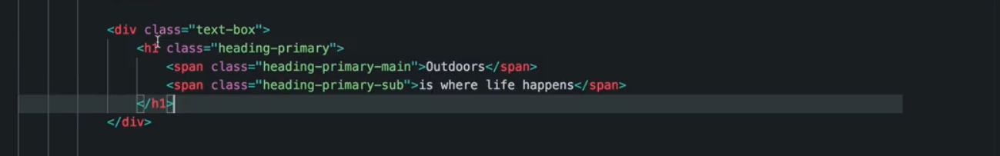 <div class="text-box">
<h1 class="heading-primary">
<span class="heading-primary-main">Outdoors</span>
<span class="heading-primary-sub">is where life happens</span>
</h1>
</div>